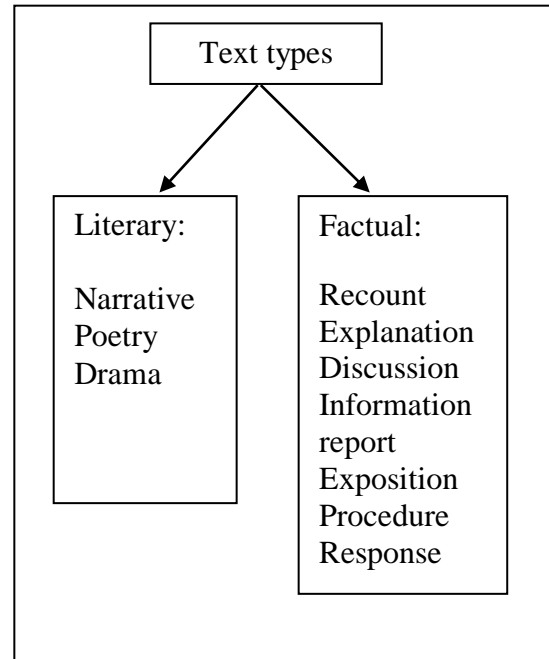 Text types
Literary:
Narrative
Poetry
Drama
Factual:
Recount
Explanation
Discussion
Information
report
Exposition
Procedure
Response